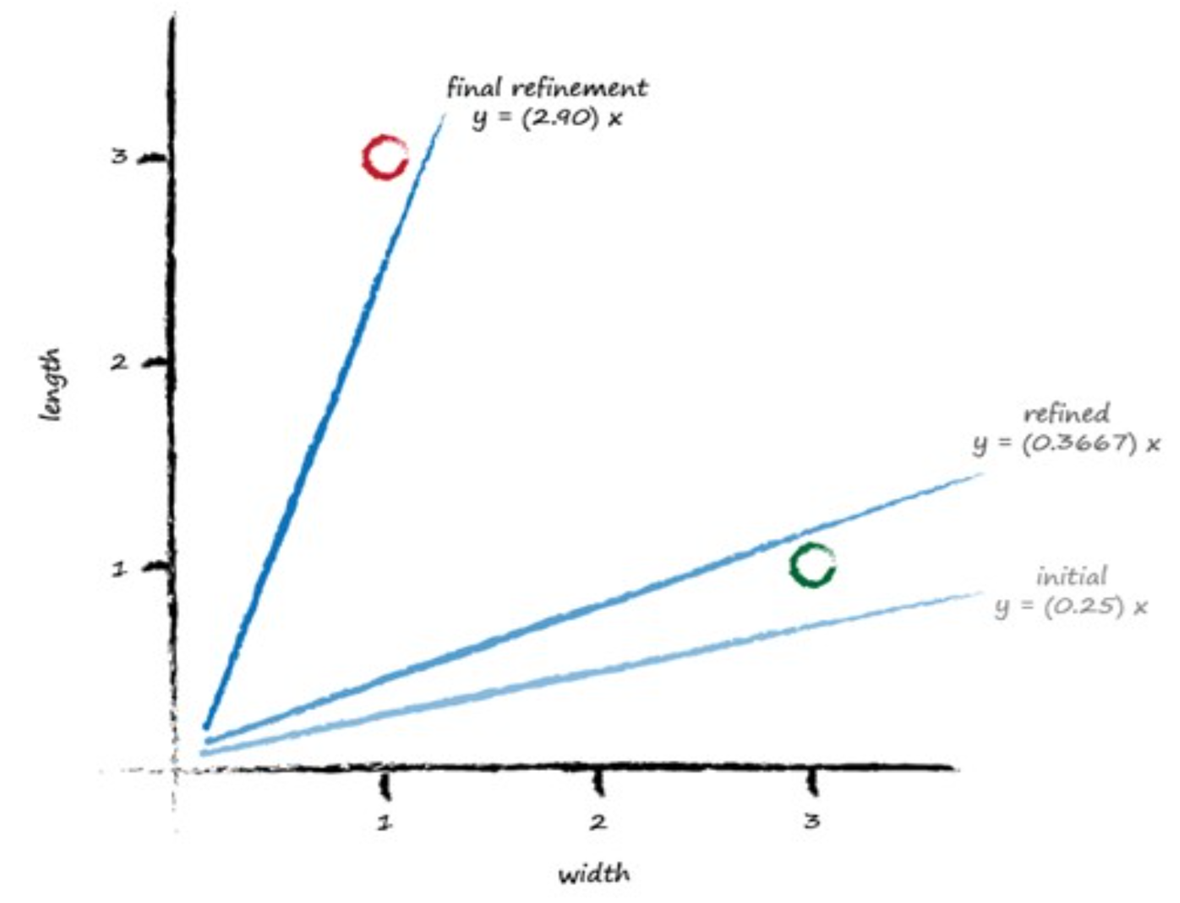 final refinement
y = (2.90) x
3
2
length
refined
y = (0.3667) x
1
initial
y = (0.25) x
1
2
3
width